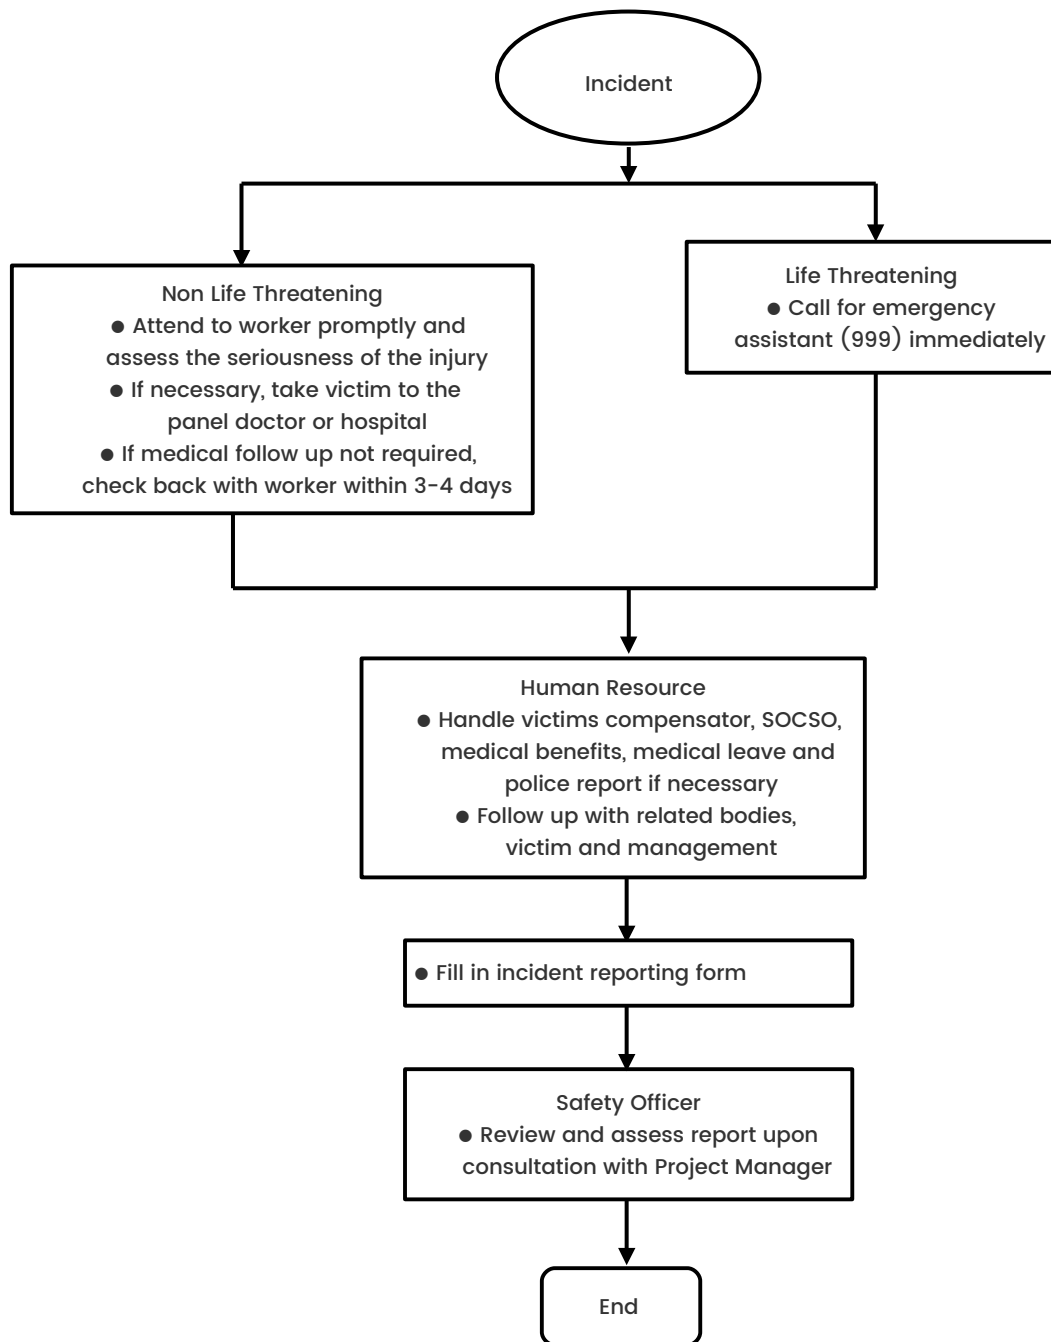 Incident
Non Life Threatening
● Attend to worker promptly and
assess the seriousness of the injury
● If necessary, take victim to the
panel doctor or hospital
● If medical follow up not required,
check back with worker within 3-4 days
Life Threatening
● Call for emergency
assistant (999) immediately
Human Resource
● Handle victims compensator, SOCSO,
medical benefits, medical leave and
police report if necessary
● Follow up with related bodies,
victim and management
● Fill in incident reporting form
Safety Officer
● Review and assess report upon
consultation with Project Manager
End